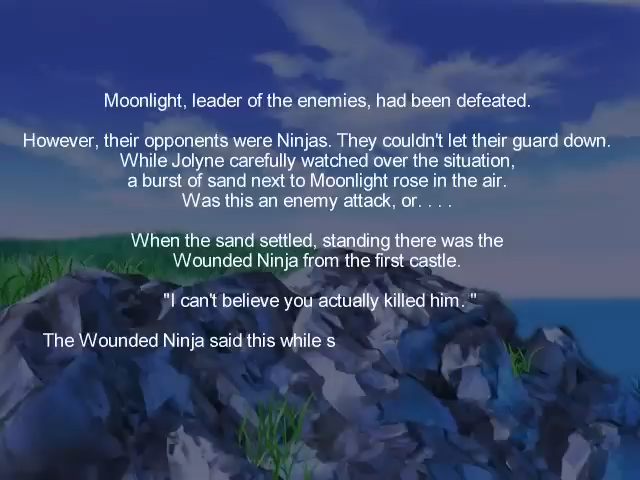 Moonlight, leader of the enemies, had been defeated.
However, their opponents were Ninjas. They couldn't let their guard down.
While Jolyne carefully watched over the situation,
a burst of sand next to Moonlight rose in the air.
Was this an enemy attack, or. . . .
When the sand settled, standing there was the
Wounded Ninja from the first castle.
"I can't believe you actually killed him. "
The Wounded Ninja said this while s